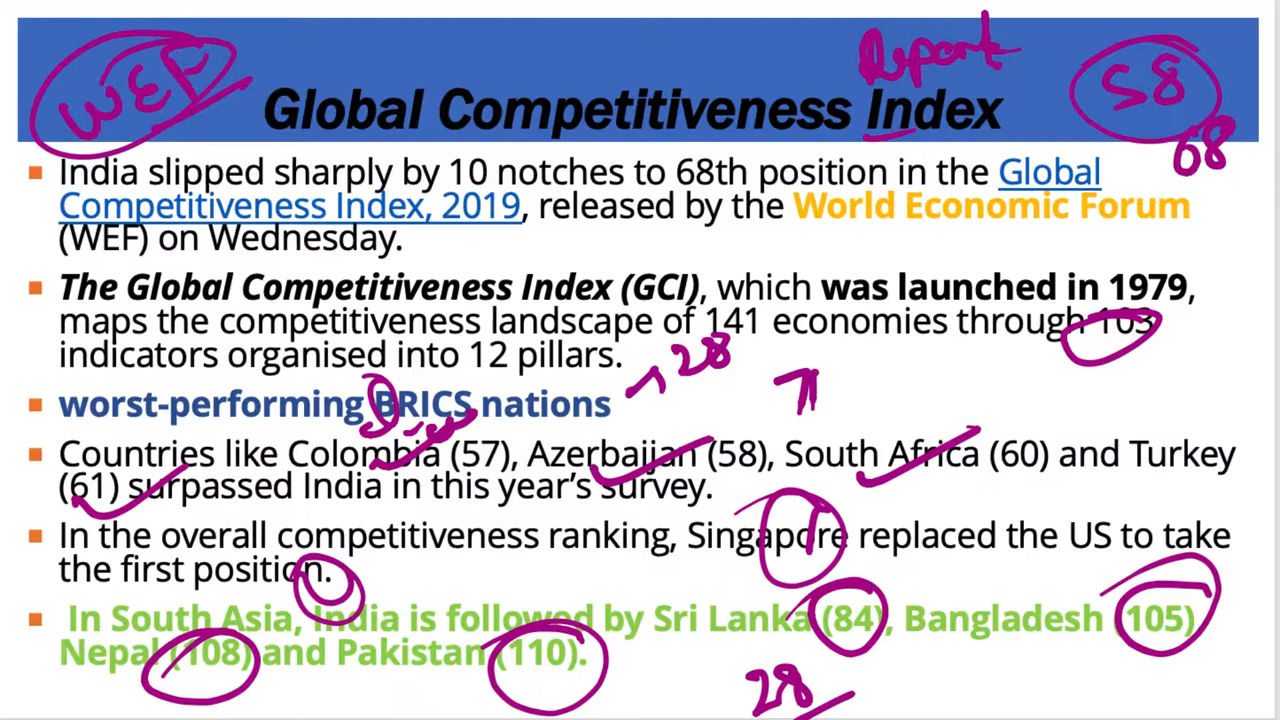 WEF
Report
58
68
Global Competitiveness Index
▪ India slipped sharply by 10 notches to 68th position in the Global
Competitiveness Index, 2019, released by the World Economic Forum
(WEF) on Wednesday.
▪ The Global Competitiveness Index (GCI), which was launched in 1979,
maps the competitiveness landscape of 141 economies through 103
indicators organised into 12 pillars.
28
▪ worst-performing BRICS nations
▪ Countries like Colombia (57), Azerbaijan (58), South Africa (60) and Turkey
(61) surpassed India in this year's survey.
▪ In the overall competitiveness ranking, Singapore replaced the US to take
the first position.
▪ In South Asia, India is followed by Sri Lanka (84), Bangladesh (105)
Nepal (108) and Pakistan (110).
28